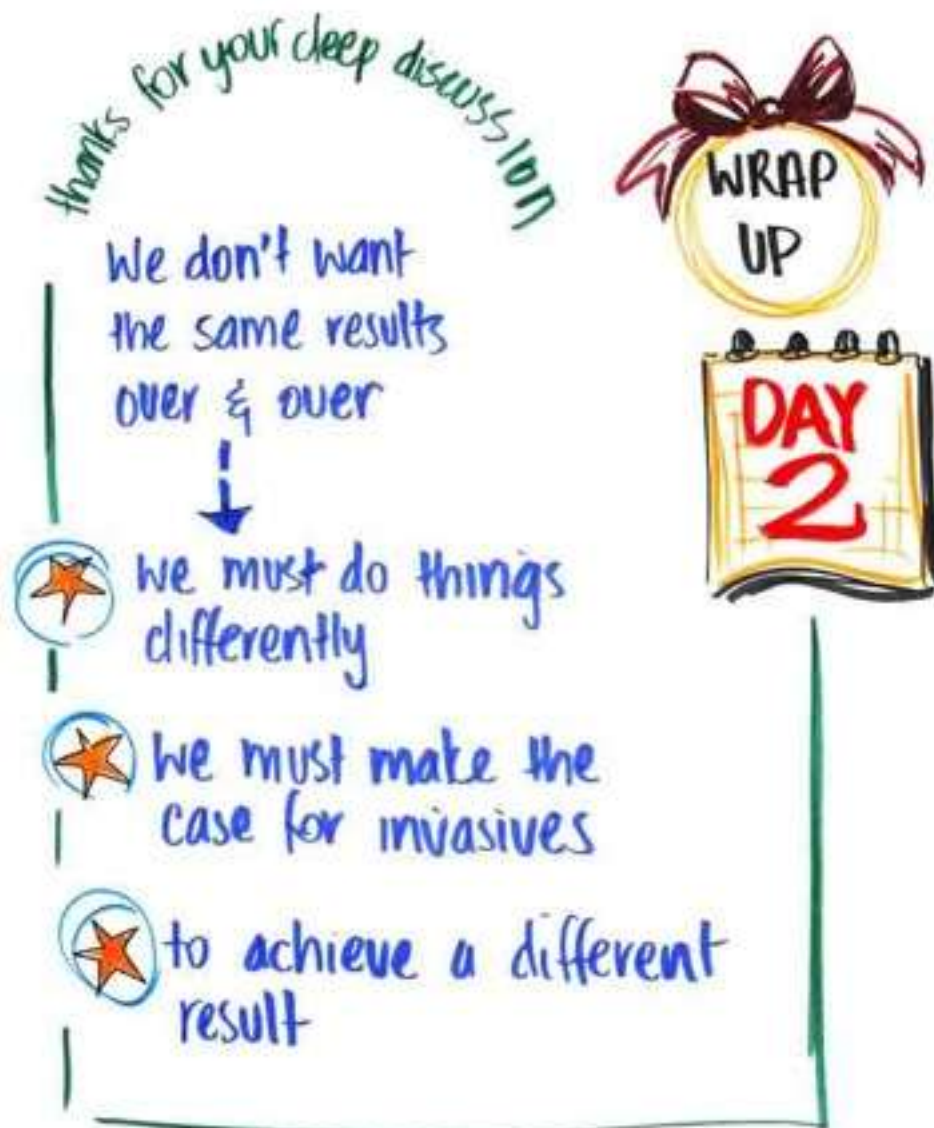 thanks for your deep discussion
WRAP
UP
DAY
2
We don't want
the same results
over & over
we must do things
differently
we must make the
case for invasives
to achieve a different
result